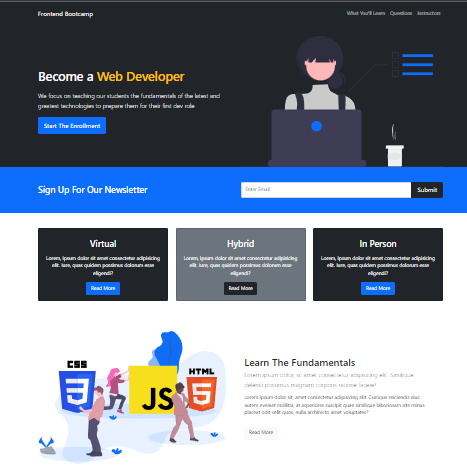 Frontend Bootcamp
What You'll Learn Questions Instructors
Become a Web Developer
We focus on teaching our students the fundamentals of the latest and
greatest technologies to prepare them for their first dev role
Start The Enrollment
Sign Up For Our Newsletter
Enter Email
Submit
Virtual
Lorem, ipsum dolor sit amet consectetur adipisicing
elit. Iure, quas quidem possimus dolorum esse
eligendi?
Read More
Hybrid
Lorem, ipsum dolor sit amet consectetur adipisicing
elit. Iure, quas quidem possimus dolorum esse
eligendi?
Read More
In Person
Lorem, ipsum dolor sit amet consectetur adipisicing
elit. Iure, quas quidem possimus dolorum esse
eligendi?
Read More
CSS
JS
HTML
Learn The Fundamentals
Lorem ipsum dolor, sit amet consectetur adipisicing elit. Similique
deleniti possimus magnam corporis ratione facere!
Lorem ipsum dolor sit amet consectetur adipisicing elit. Cumque reiciendis eius
autem eveniet mollitia, at asperiores suscipit quae similique laboriosam iste minus
placeat odit velit quos, nulla architecto amet voluptates?
Read More